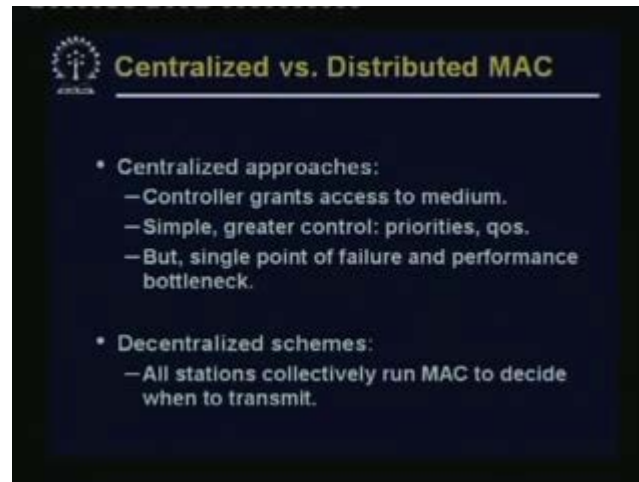 Centralized vs. Distributed MAC
• Centralized approaches:
–Controller grants access to medium.
–Simple, greater control: priorities, qos.
–But, single point of failure and performance
bottleneck.
• Decentralized schemes:
–All stations collectively run MAC to decide
when to transmit.